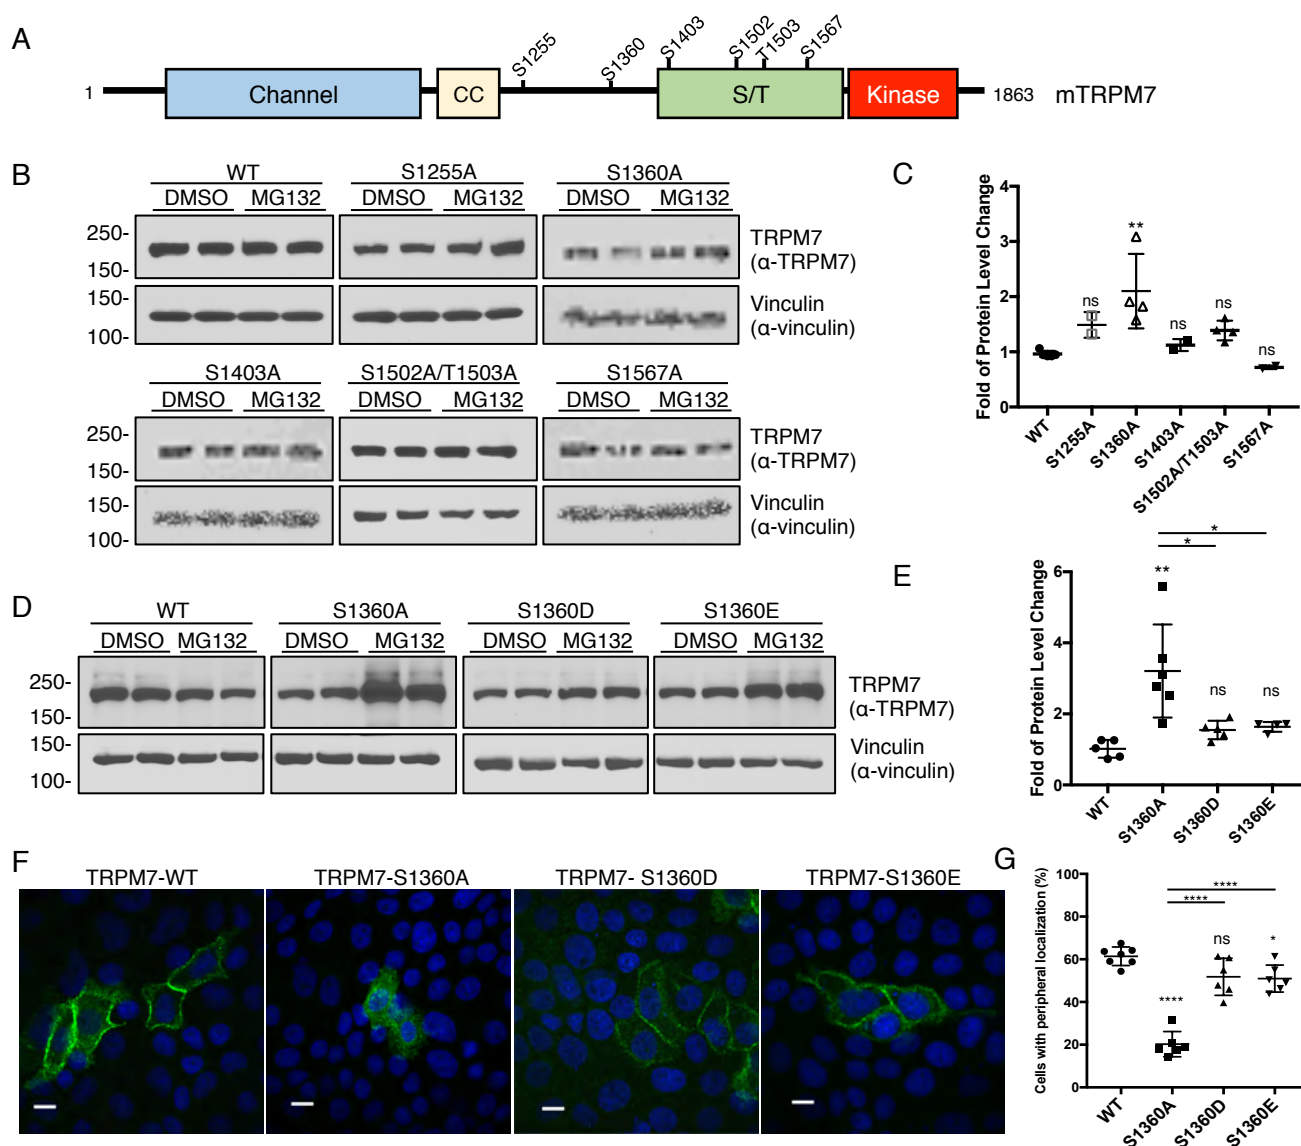 A
1
Channel
CC
S1255
S1360
S1403
S1502
T1503
S1567
S/T
Kinase
1863
mTRPM7
B
WT
S1255A
S1360A
DMSO MG132
DMSO MG132
DMSO MG132
250-
150-
TRPM7
(α-TRPM7)
150-
100-
Vinculin
(α-vinculin)
S1403A
S1502A/T1503A
S1567A
DMSO MG132
DMSO MG132
DMSO MG132
250-
150-
TRPM7
(α-TRPM7)
150-
100-
Vinculin
(α-vinculin)
C
Fold of Protein Level Change
4
3
2
1
0
ns
**
ns
ns
ns
WT
S1255A
S1360A
S1403A
S1502A/T1503A
S1567A
D
WT
S1360A
S1360D
S1360E
DMSO MG132
DMSO MG132
DMSO MG132
DMSO MG132
250-
150-
TRPM7
(α-TRPM7)
150-
100-
Vinculin
(α-vinculin)
E
Fold of Protein Level Change
6
4
2
0
*
*
**
ns
ns
WT
S1360A
S1360D
S1360E
F
TRPM7-WT
TRPM7-S1360A
TRPM7- S1360D
TRPM7-S1360E
G
Cells with peripheral localization (%)
100
80
60
40
20
0
****
****
****
ns
*
WT
S1360A
S1360D
S1360E